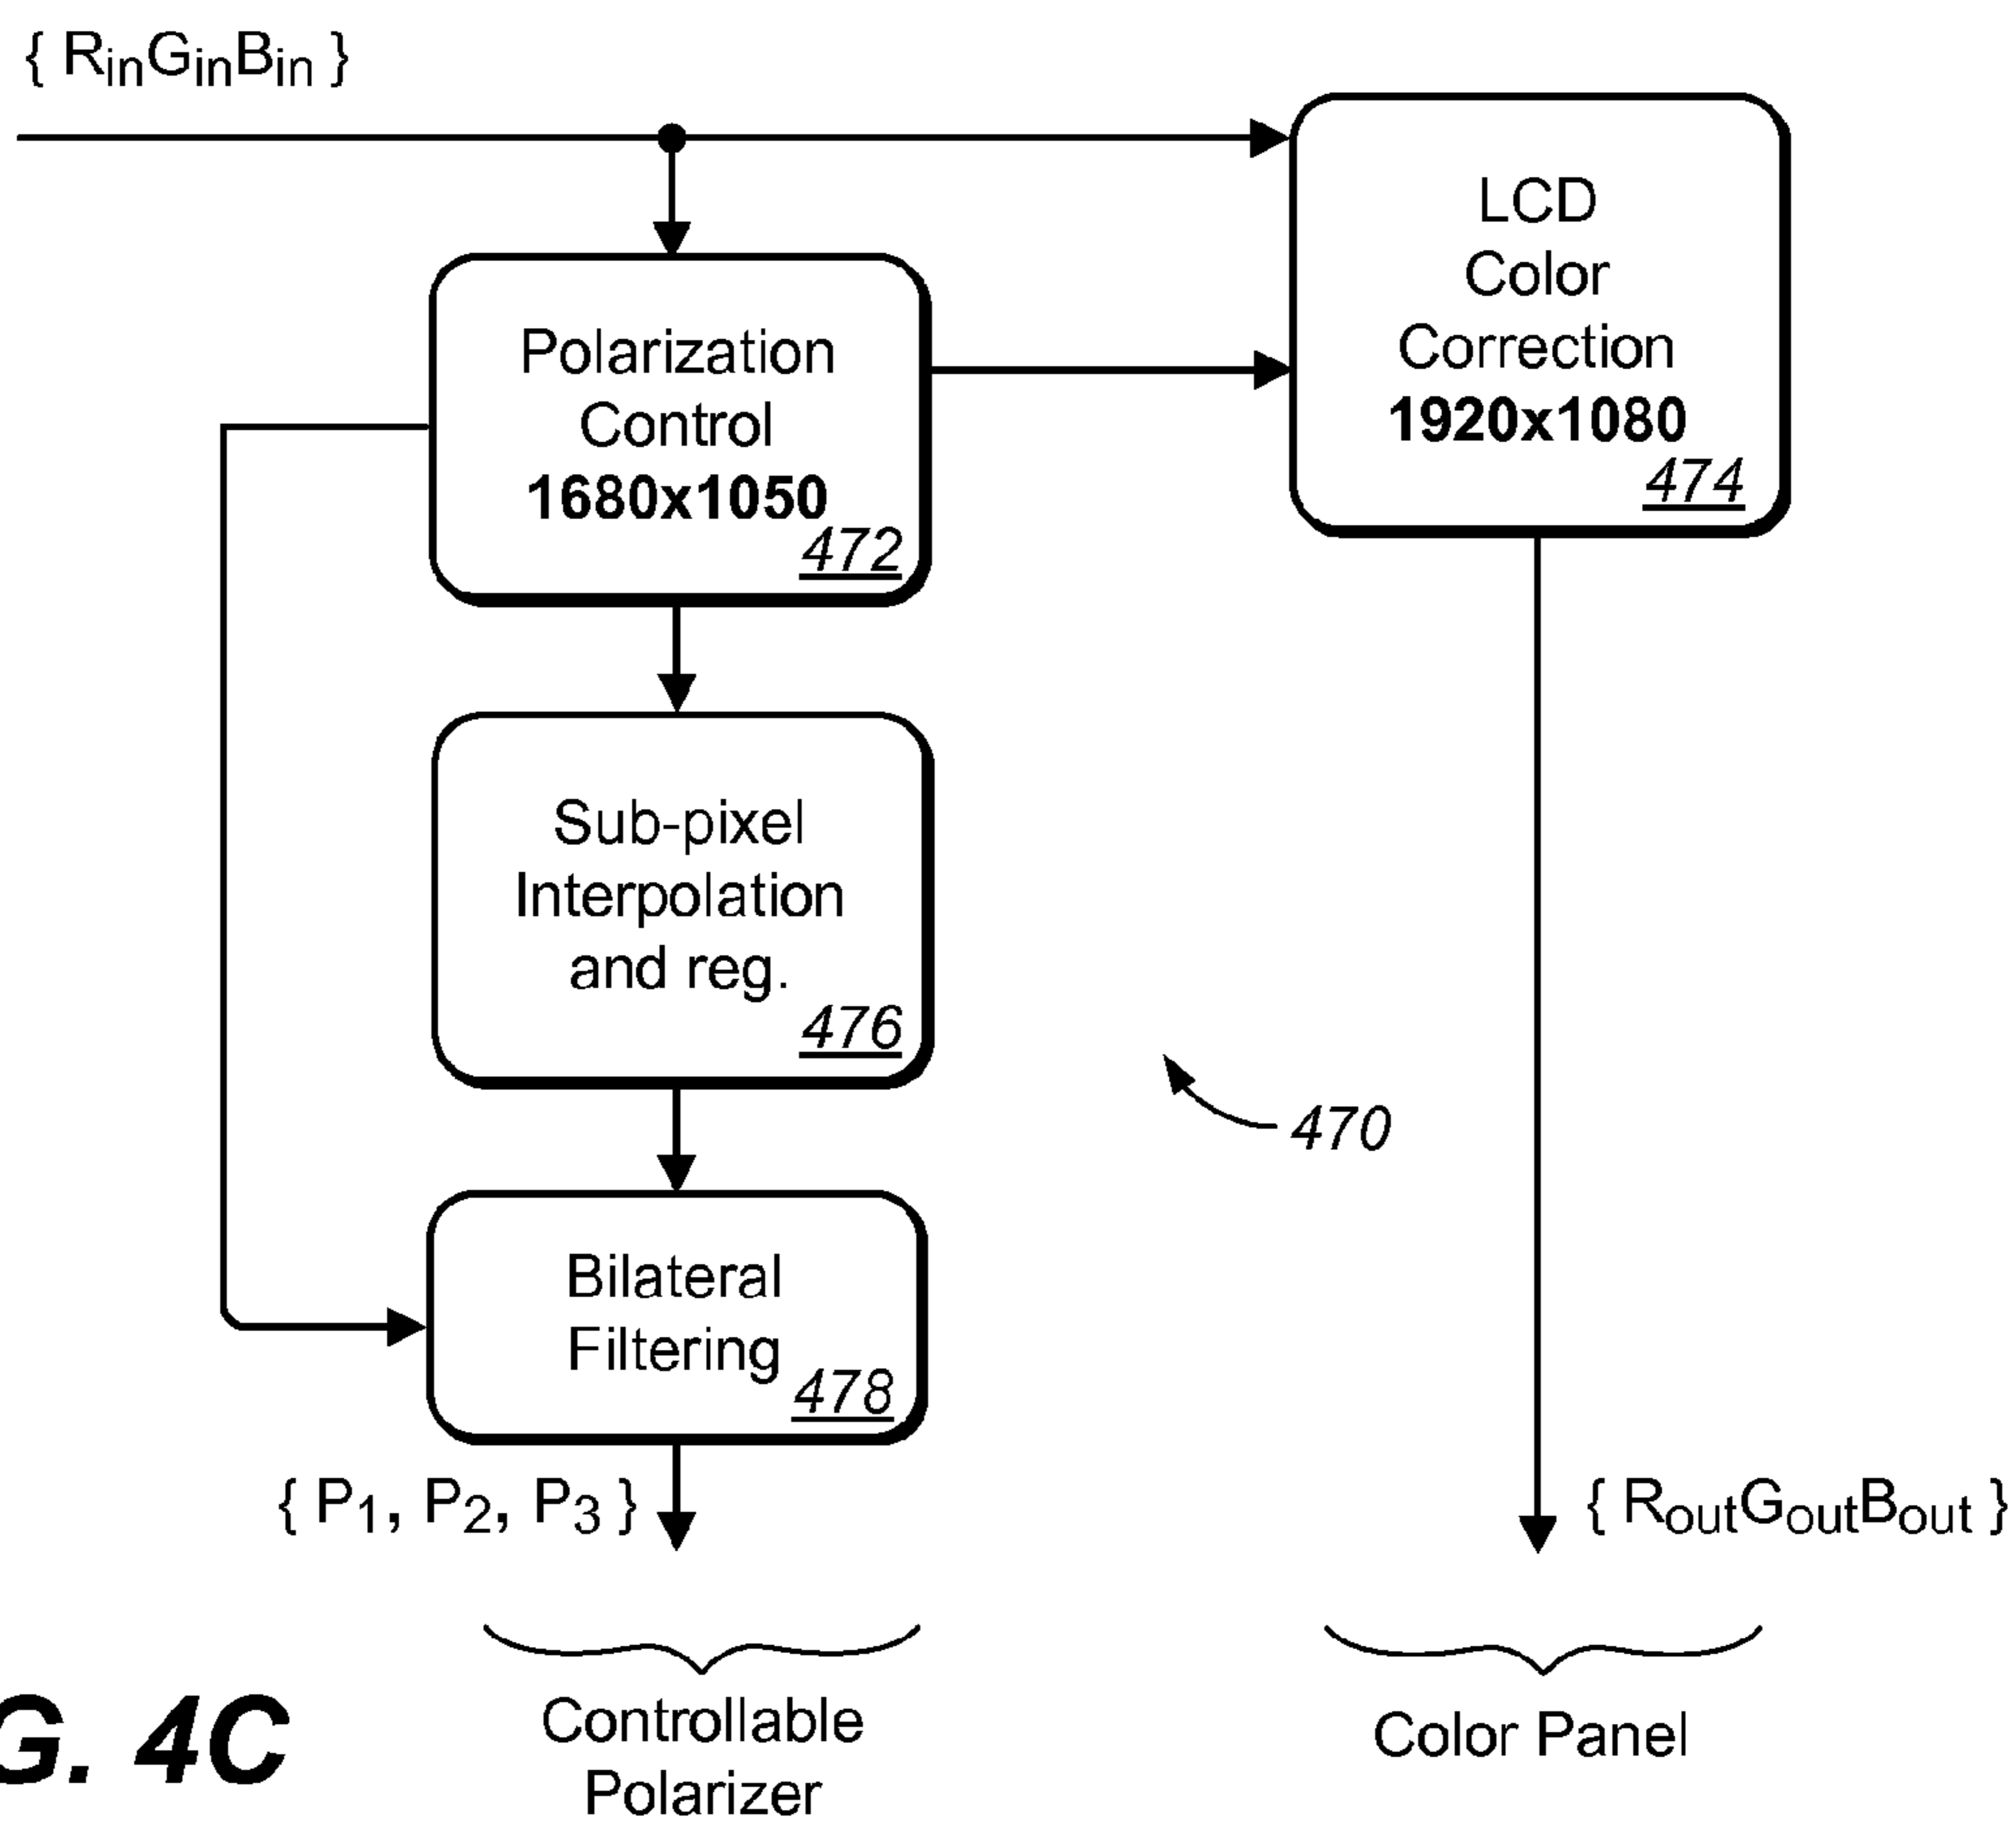 { RinGinBin }
LCD
Color
Correction
1920x1080
474
Polarization
Control
1680x1050
472
Sub-pixel
Interpolation
and reg.
476
470
Bilateral
Filtering
478
{ P1, P2, P3 }
{ RoutGoutBout }
Controllable
Polarizer
Color Panel
G. 4C